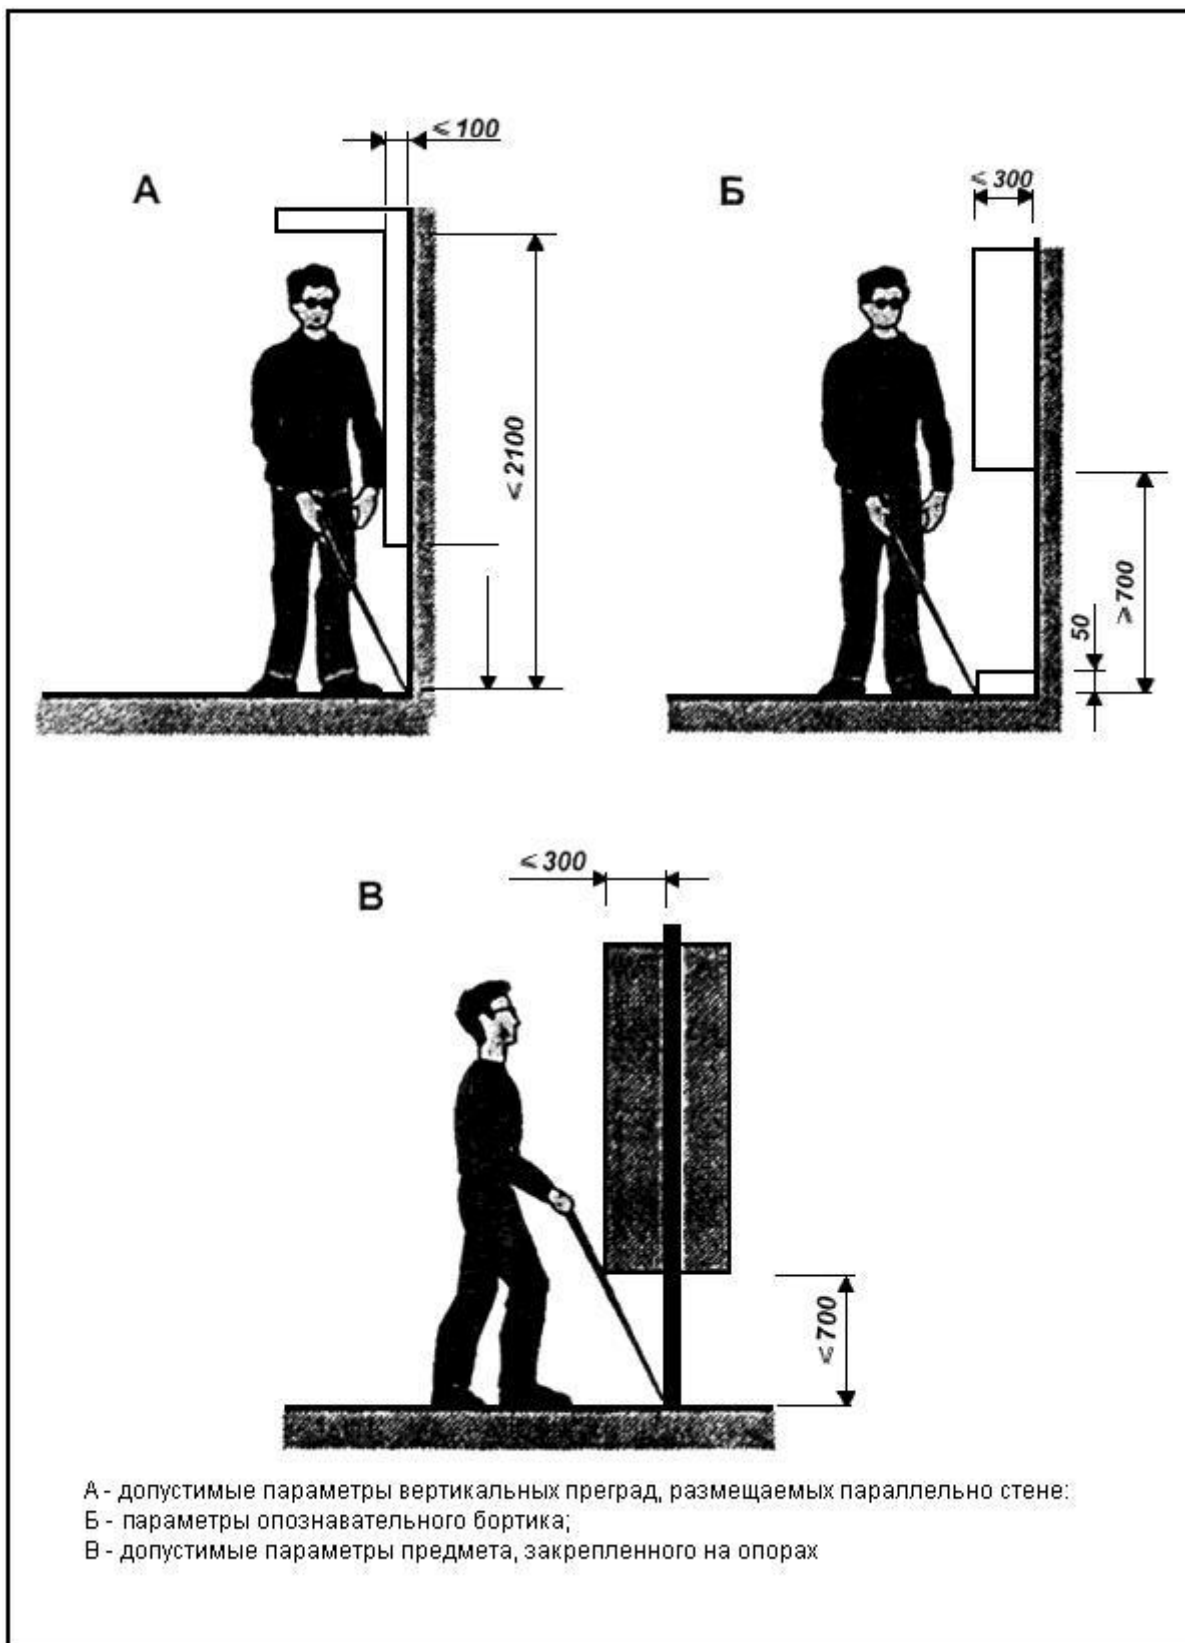 ≤ 100
А
Б
≤ 300
< 2100
≥ 700
50
≤ 300
В
≤ 700
А - допустимые параметры вертикальных преград, размещаемых параллельно стене:
Б - параметры опознавательного бортика;
В - допустимые параметры предмета, закрепленного на опорах